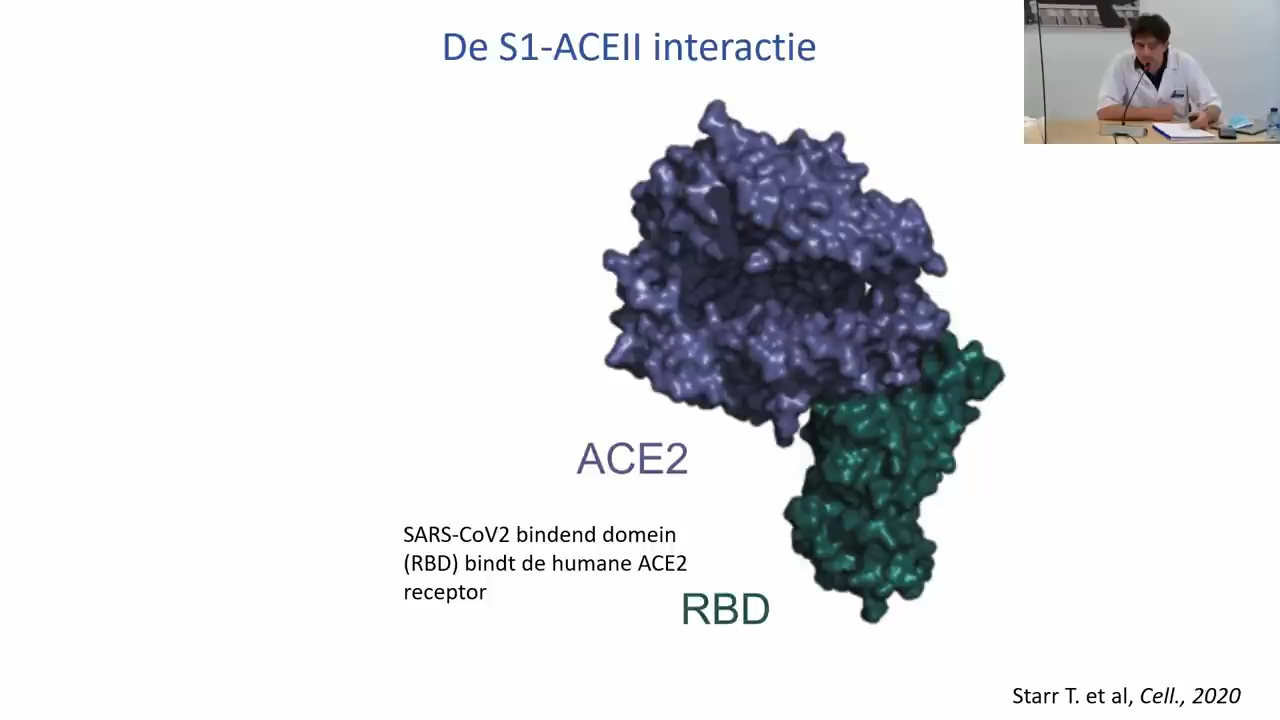 De S1-ACEII interactie
ACE2
SARS-CoV2 bindend domein
(RBD) bindt de humane ACE2
receptor
RBD
Starr T. et al, Cell., 2020